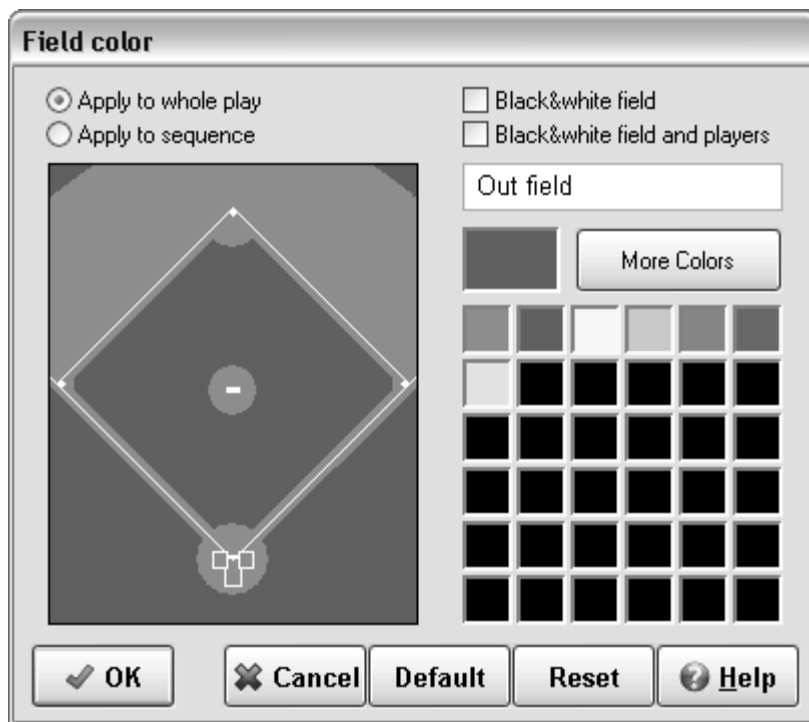 Field color
Apply to whole play
Apply to sequence
Black&white field
Black&white field and players
Out field
More Colors
OK
Cancel
Default
Reset
Help